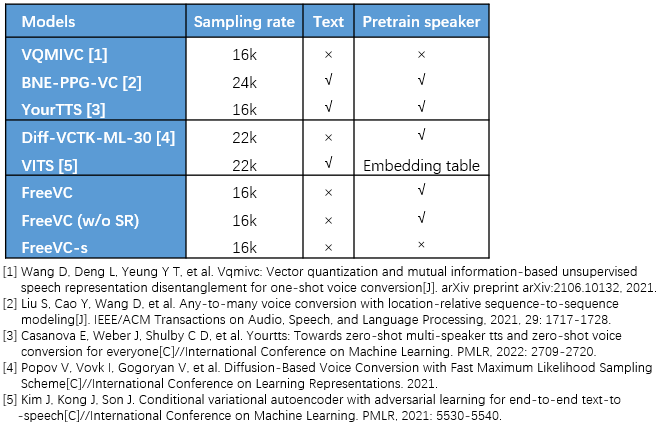 Models Sampling rate Text Pretrain speaker
VQMIVC [1] 16k × ×
BNE-PPG-VC [2] 24k √ √
YourTTS [3] 16k √ √
Diff-VCTK-ML-30 [4] 22k × √
VITS [5] 22k √ Embedding table
FreeVC 16k × √
FreeVC (w/o SR) 16k × √
FreeVC-s 16k × ×
[1] Wang D, Deng L, Yeung Y T, et al. Vqmivc: Vector quantization and mutual information-based unsupervised
speech representation disentanglement for one-shot voice conversion[J]. arXiv preprint arXiv:2106.10132, 2021.
[2] Liu S, Cao Y, Wang D, et al. Any-to-many voice conversion with location-relative sequence-to-sequence
modeling[J]. IEEE/ACM Transactions on Audio, Speech, and Language Processing, 2021, 29: 1717-1728.
[3] Casanova E, Weber J, Shulby C D, et al. Yourtts: Towards zero-shot multi-speaker tts and zero-shot voice
conversion for everyone[C]//International Conference on Machine Learning. PMLR, 2022: 2709-2720.
[4] Popov V, Vovk I, Gogoryan V, et al. Diffusion-Based Voice Conversion with Fast Maximum Likelihood Sampling
Scheme[C]//International Conference on Learning Representations. 2021.
[5] Kim J, Kong J, Son J. Conditional variational autoencoder with adversarial learning for end-to-end text-to
-speech[C]//International Conference on Machine Learning. PMLR, 2021: 5530-5540.